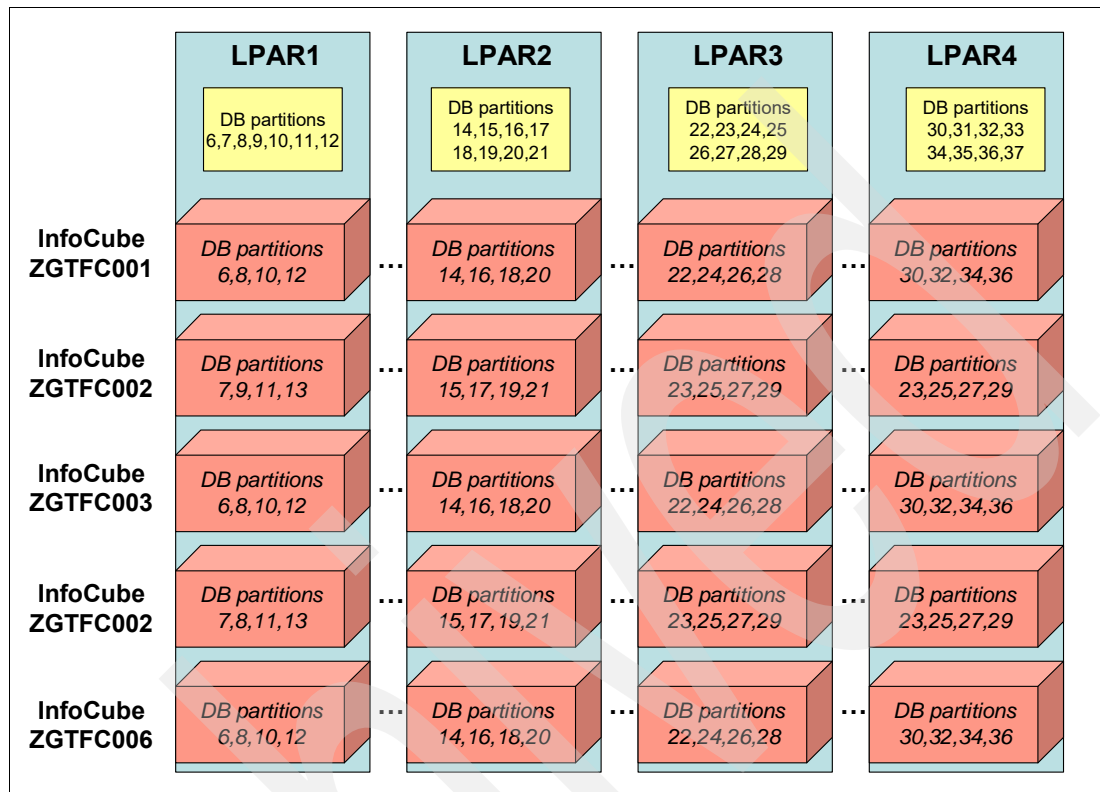 LPAR1
LPAR2
LPAR3
LPAR4
DB partitions
6,7,8,9,10,11,12
DB partitions
14,15,16,17
18,19,20,21
DB partitions
22,23,24,25
26,27,28,29
DB partitions
30,31,32,33
34,35,36,37
InfoCube
ZGTFC001
DB partitions
6,8,10,12
...
DB partitions
14,16,18,20
...
DB partitions
22,24,26,28
...
DB partitions
30,32,34,36
InfoCube
ZGTFC002
DB partitions
7,9,11,13
...
DB partitions
15,17,19,21
...
DB partitions
23,25,27,29
...
DB partitions
23,25,27,29
InfoCube
ZGTFC003
DB partitions
6,8,10,12
...
DB partitions
14,16,18,20
...
DB partitions
22,24,26,28
...
DB partitions
30,32,34,36
InfoCube
ZGTFC002
DB partitions
7,8,11,13
...
DB partitions
15,17,19,21
...
DB partitions
23,25,27,29
...
DB partitions
23,25,27,29
InfoCube
ZGTFC006
DB partitions
6,8,10,12
...
DB partitions
14,16,18,20
...
DB partitions
22,24,26,28
...
DB partitions
30,32,34,36